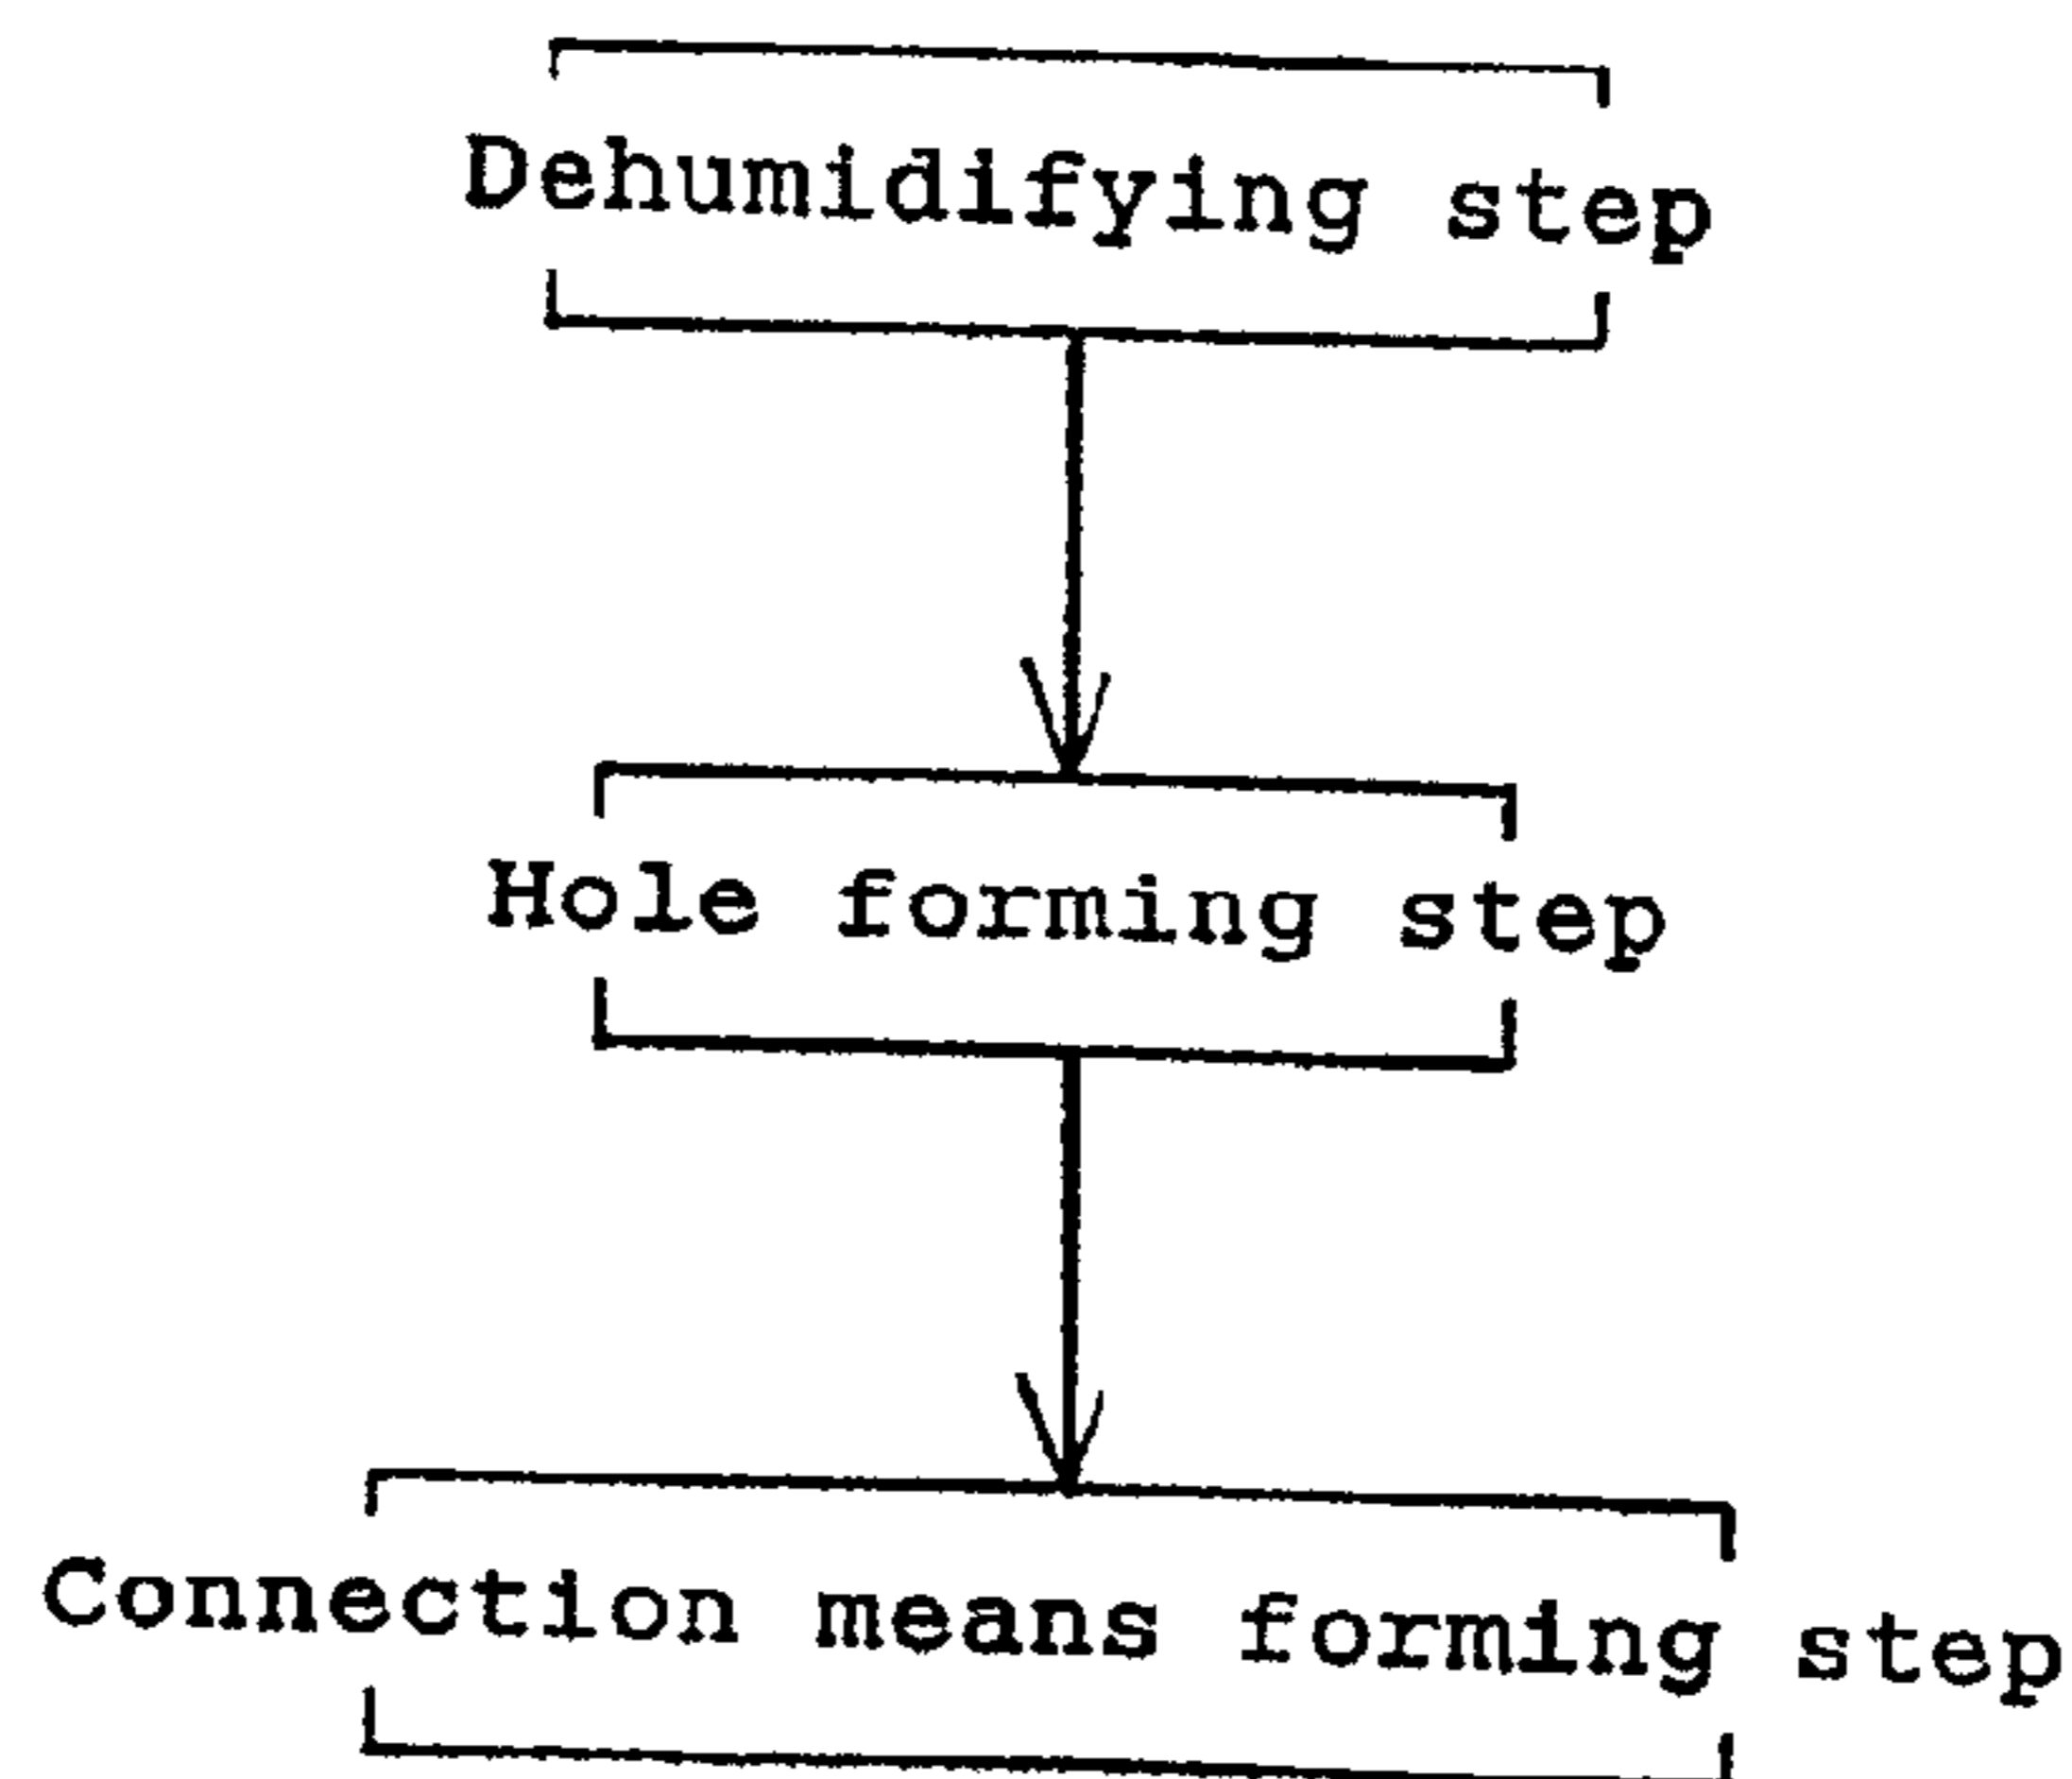 Dehumidifying step
Hole forming step
Connection means forming step